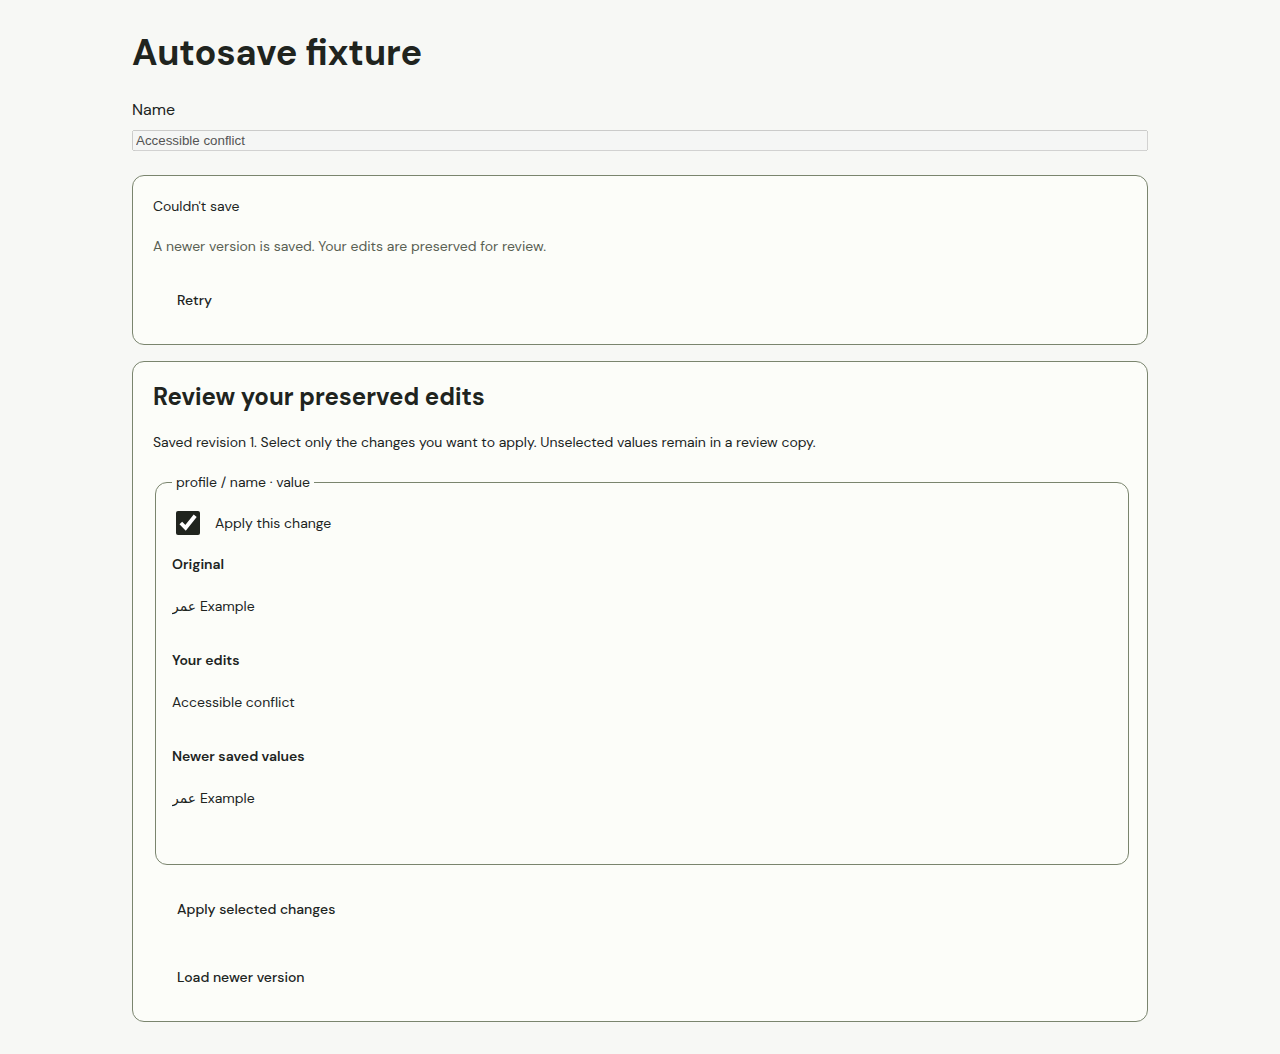 Autosave fixture
Name
Accessible conflict
Couldn't save
A newer version is saved. Your edits are preserved for review.
Retry
Review your preserved edits
Saved revision 1. Select only the changes you want to apply. Unselected values remain in a review copy.
profile / name · value
Apply this change
Original
عمر Example
Your edits
Accessible conflict
Newer saved values
عمر Example
Apply selected changes
Load newer version